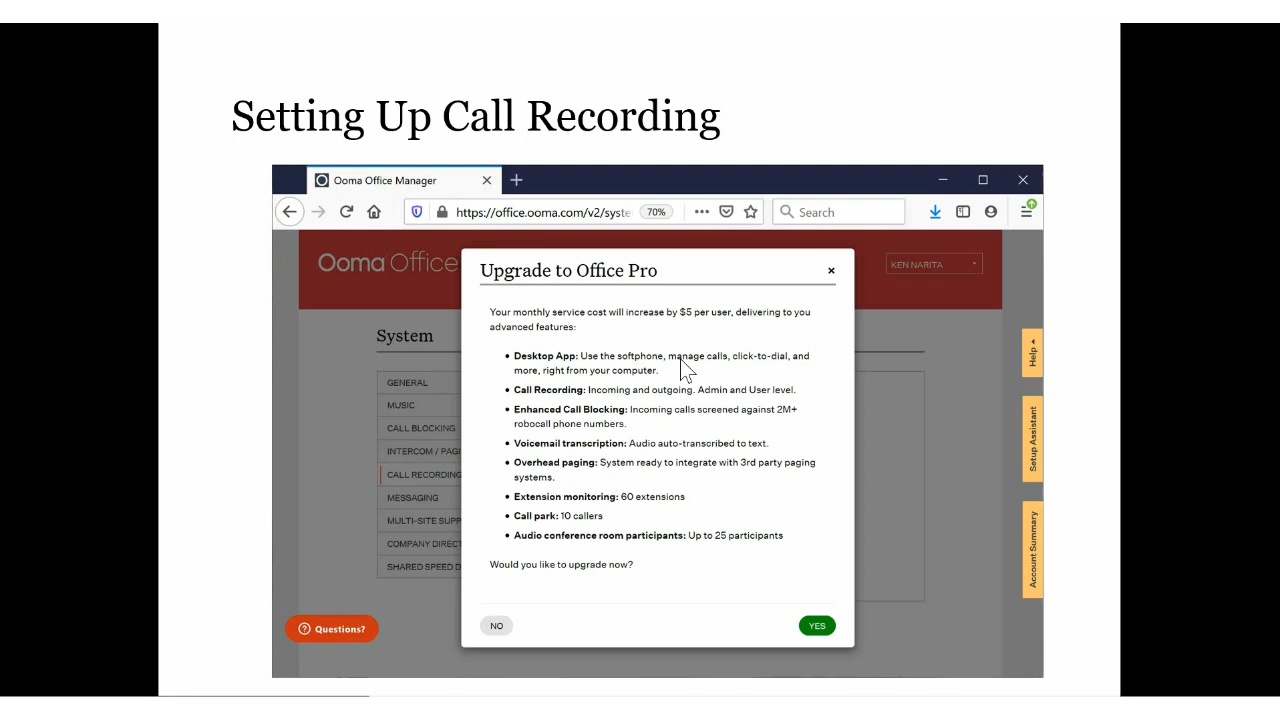 Setting Up Call Recording
Ooma Office Manager
https://office.ooma.com/v2/syste
70%
Search
Ooma Office
KEN NARITA
Upgrade to Office Pro
Your monthly service cost will increase by $5 per user, delivering to you
advanced features:
• Desktop App: Use the softphone, manage calls, click-to-dial, and
more, right from your computer.
• Call Recording: Incoming and outgoing. Admin and User level.
• Enhanced Call Blocking: Incoming calls screened against 2M+
robocall phone numbers.
• Voicemail transcription: Audio auto-transcribed to text.
• Overhead paging: System ready to integrate with 3rd party paging
systems.
• Extension monitoring: 60 extensions
• Call park: 10 callers
• Audio conference room participants: Up to 25 participants
Would you like to upgrade now?
NO
YES
System
GENERAL
MUSIC
CALL BLOCKING
INTERCOM / PAGI
CALL RECORDING
MESSAGING
MULTI-SITE SUPP
COMPANY DIRECT
SHARED SPEED D
Help
Setup Assistant
Account Summary
Questions?